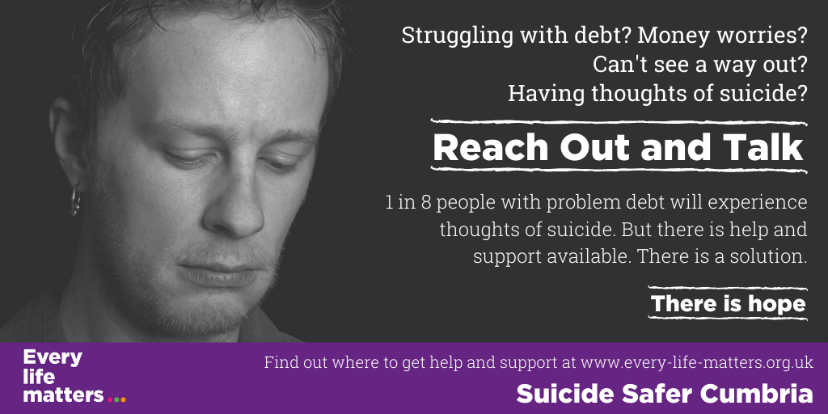 Struggling with debt? Money worries?
Can't see a way out?
Having thoughts of suicide?
Reach Out and Talk
1 in 8 people with problem debt will experience
thoughts of suicide. But there is help and
support available. There is a solution.
There is hope
Every
life
matters...
Find out where to get help and support at www.every-life-matters.org.uk
Suicide Safer Cumbria